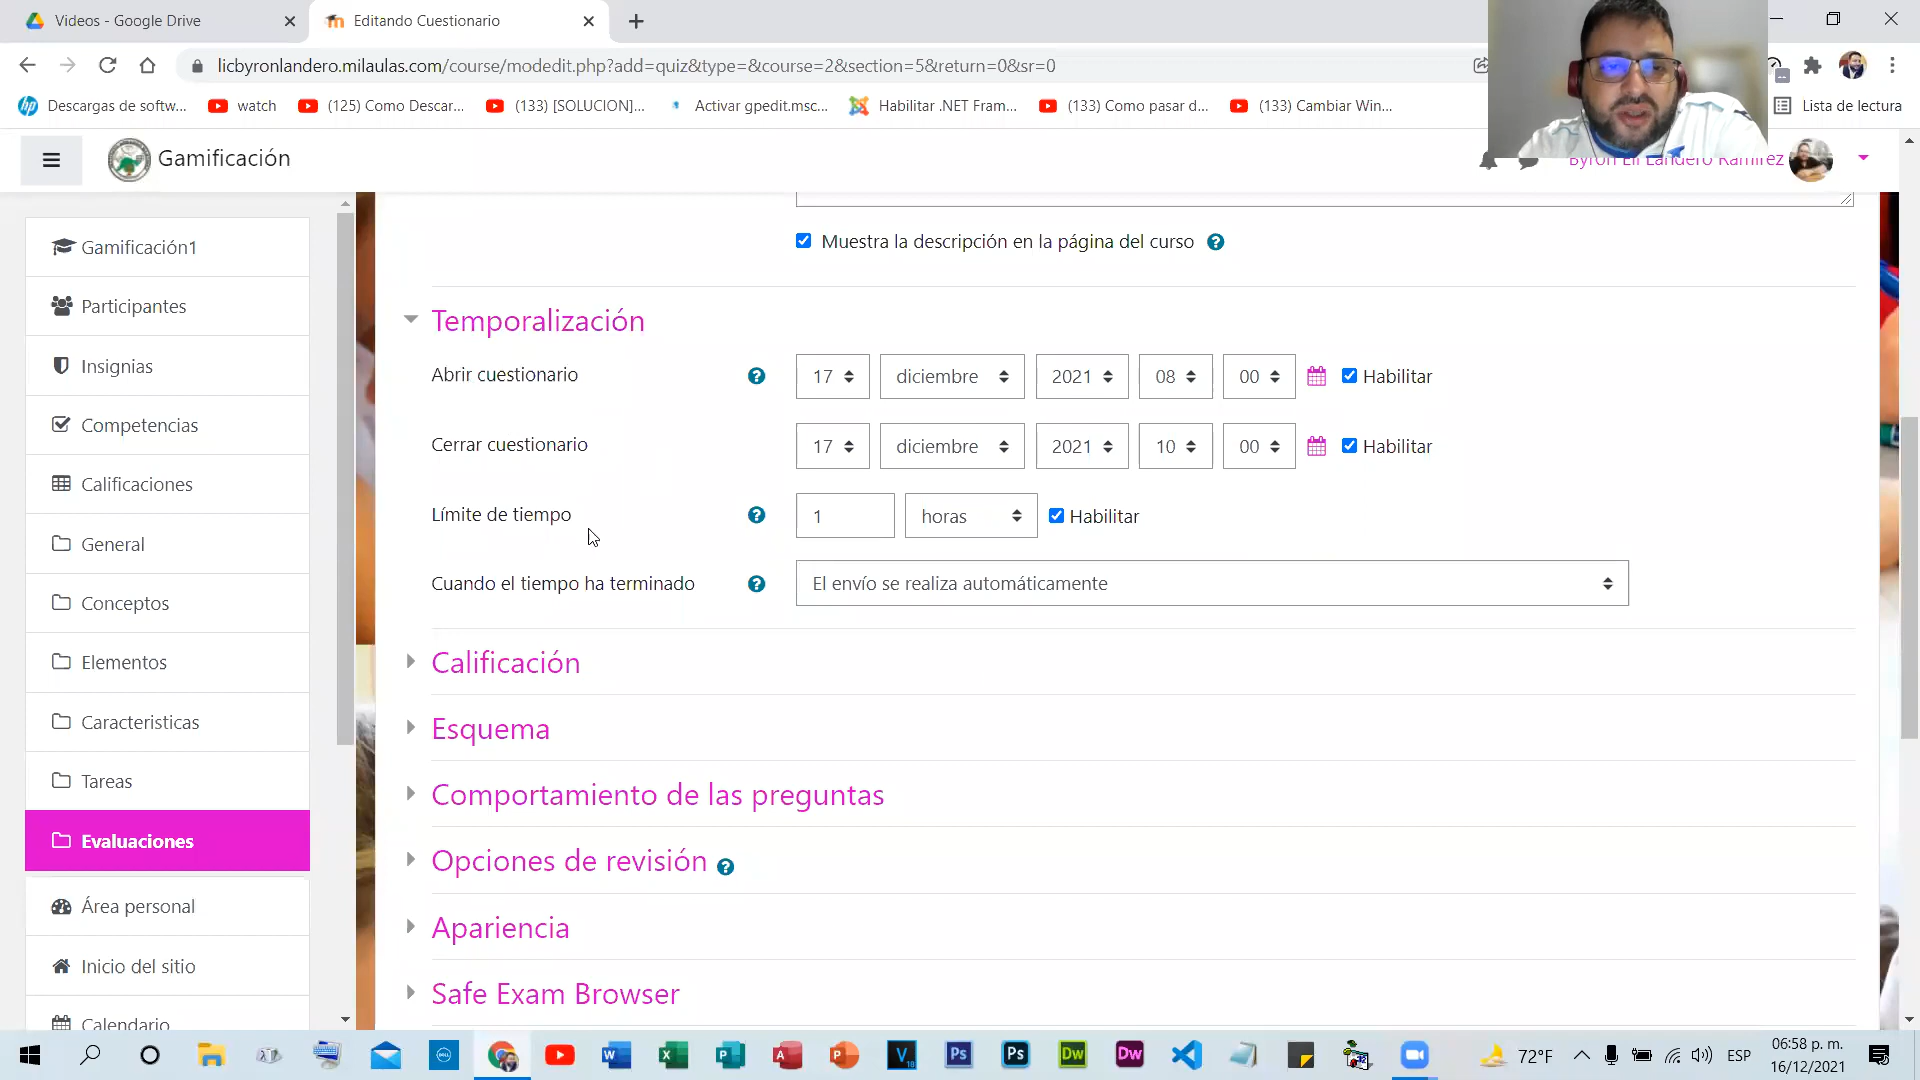 Videos - Google Drive
Editando Cuestionario
licbyronlandero.milaulas.com/course/modedit.php?add=quiz&type=&course=2&section=5&return=0&sr=0
Descargas de softw...
watch
(125) Como Descar...
(133) [SOLUCION]...
Activar gpedit.msc...
Habilitar .NET Fram...
(133) Como pasar d...
(133) Cambiar Win...
Lista de lectura
Gamificación
Byron Eli Landero Ramirez
Gamificación1
Participantes
Insignias
Competencias
Calificaciones
General
Conceptos
Elementos
Caracteristicas
Tareas
Evaluaciones
Área personal
Inicio del sitio
Calendario
Muestra la descripción en la página del curso
Temporalización
Abrir cuestionario 17 diciembre 2021 08 00 Habilitar
Cerrar cuestionario 17 diciembre 2021 10 00 Habilitar
Límite de tiempo 1 horas Habilitar
Cuando el tiempo ha terminado El envío se realiza automáticamente
Calificación
Esquema
Comportamiento de las preguntas
Opciones de revisión
Apariencia
Safe Exam Browser
72°F
ESP
06:58 p. m.
16/12/2021